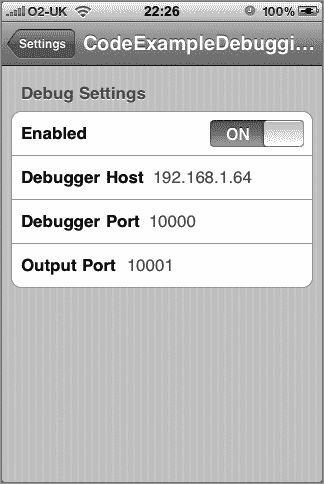 O2-UK 22:26 100%
Settings CodeExampleDebuggi...
Debug Settings
Enabled ON
Debugger Host 192.168.1.64
Debugger Port 10000
Output Port 10001